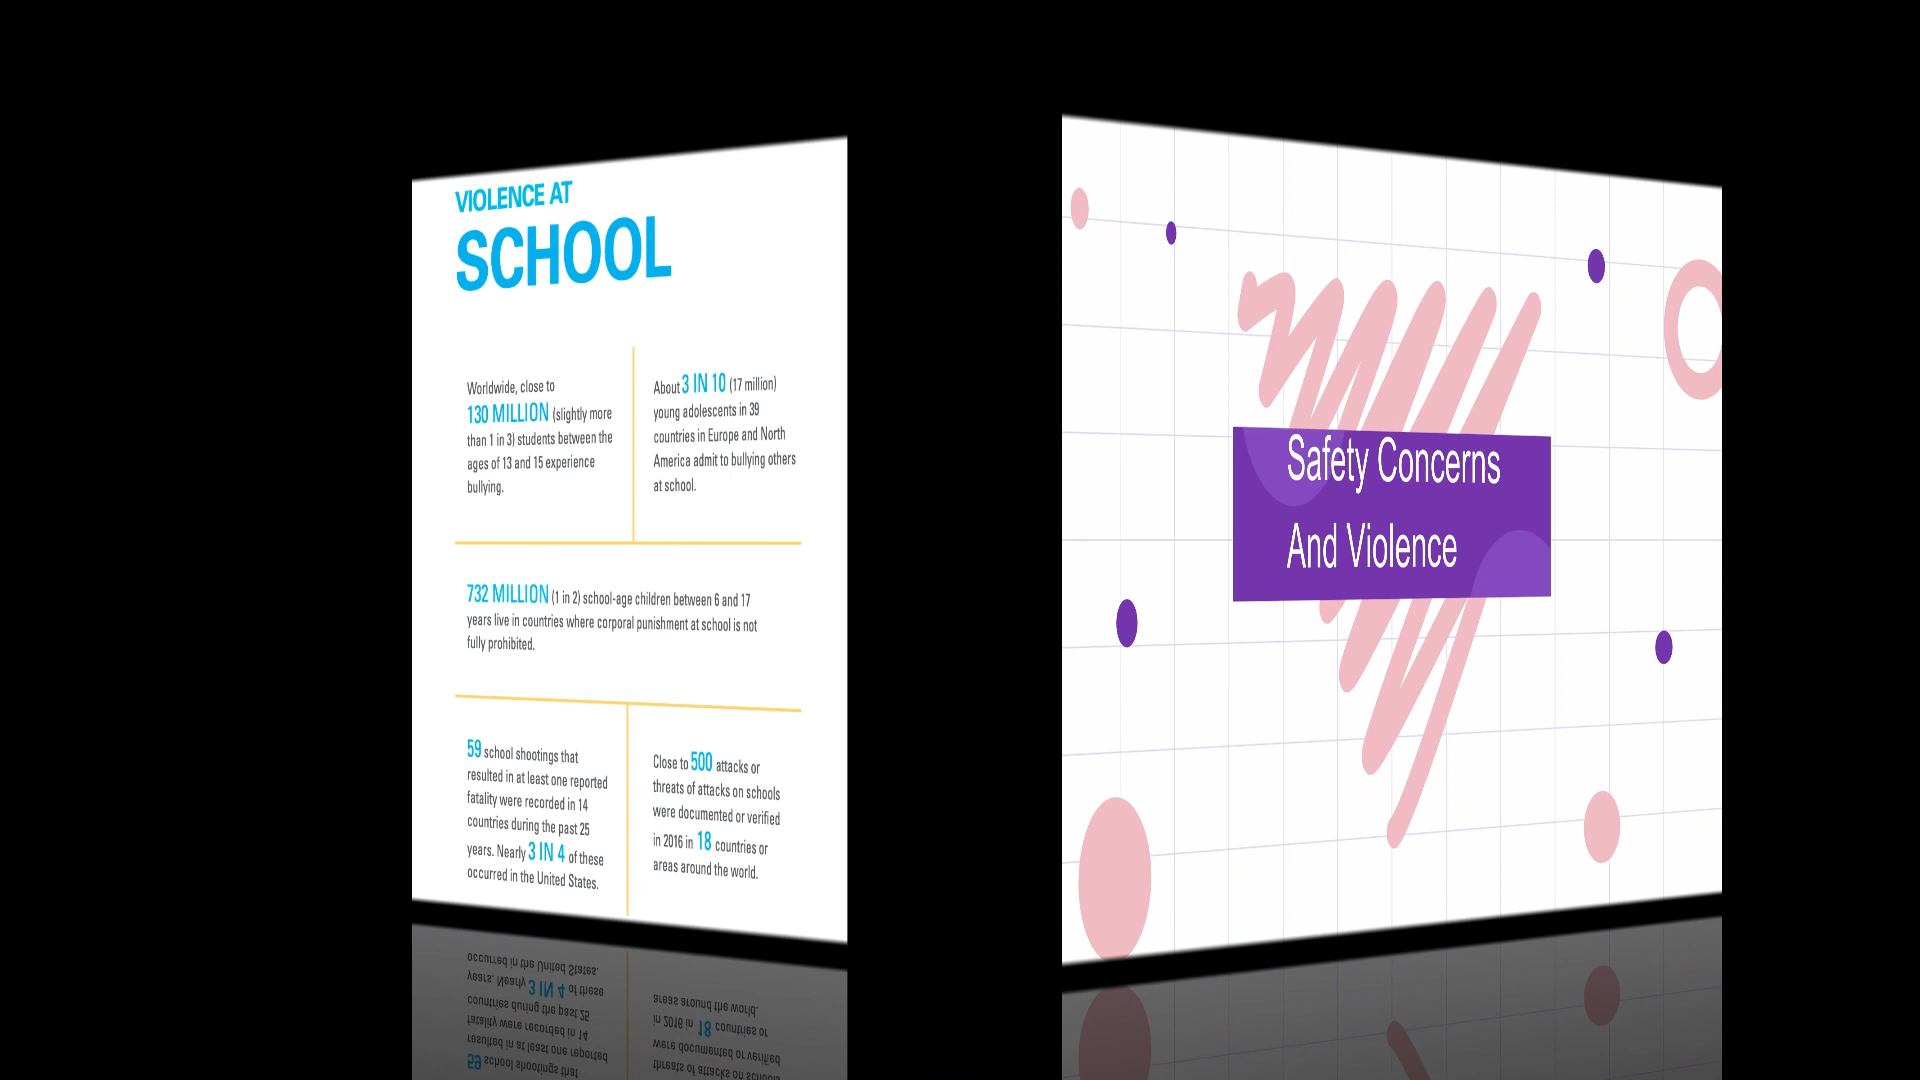 VIOLENCE AT
SCHOOL
Worldwide, close to
130 MILLION (slightly more
than 1 in 3) students between the
ages of 13 and 15 experience
bullying.
About 3 IN 10 (17 million)
young adolescents in 39
countries in Europe and North
America admit to bullying others
at school.
732 MILLION (1 in 2) school-age children between 6 and 17
years live in countries where corporal punishment at school is not
fully prohibited.
59 school shootings that
resulted in at least one reported
fatality were recorded in 14
countries during the past 25
years. Nearly 3 IN 4 of these
occurred in the United States.
Close to 500 attacks or
threats of attacks on schools
were documented or verified
in 2016 in 18 countries or
areas around the world.
Safety Concerns
And Violence